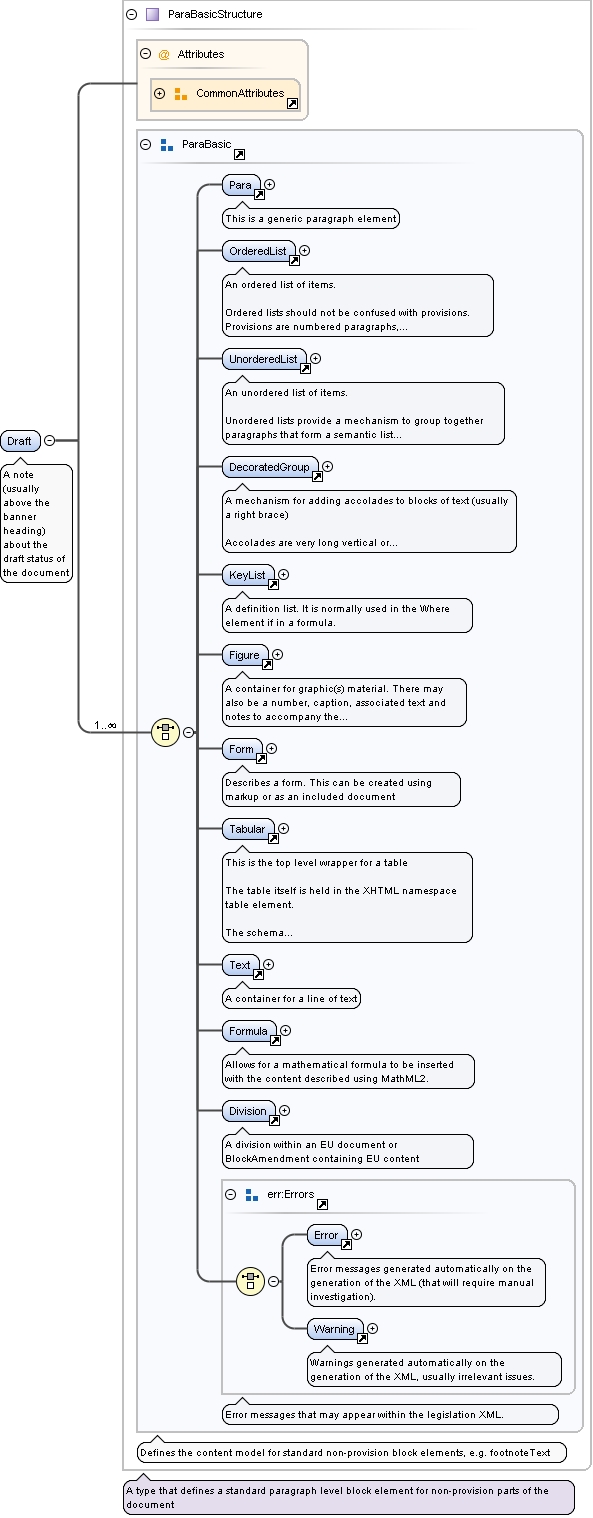 ParaBasicStructure
@ Attributes
CommonAttributes
ParaBasic
Para
This is a generic paragraph element
OrderedList
An ordered list of items.
Ordered lists should not be confused with provisions.
Provisions are numbered paragraphs,...
UnorderedList
An unordered list of items.
Unordered lists provide a mechanism to group together
paragraphs that form a semantic list...
Draft
A note
(usually
above the
banner
heading)
about the
draft status of
the document
DecoratedGroup
A mechanism for adding accolades to blocks of text (usually
a right brace)
Accolades are very long vertical or...
KeyList
A definition list. It is normally used in the Where
element if in a formula.
Figure
A container for graphic(s) material. There may
also be a number, caption, associated text and
notes to accompany the...
1..∞
Form
Describes a form. This can be created using
markup or as an included document
Tabular
This is the top level wrapper for a table
The table itself is held in the XHTML namespace
table element.
The schema...
Text
A container for a line of text
Formula
Allows for a mathematical formula to be inserted
with the content described using MathML2.
Division
A division within an EU document or
BlockAmendment containing EU content
err:Errors
Error
Error messages generated automatically on the
generation of the XML (that will require manual
investigation).
Warning
Warnings generated automatically on the
generation of the XML, usually irrelevant issues.
Error messages that may appear within the legislation XML.
Defines the content model for standard non-provision block elements, e.g. footnoteText
A type that defines a standard paragraph level block element for non-provision parts of the
document